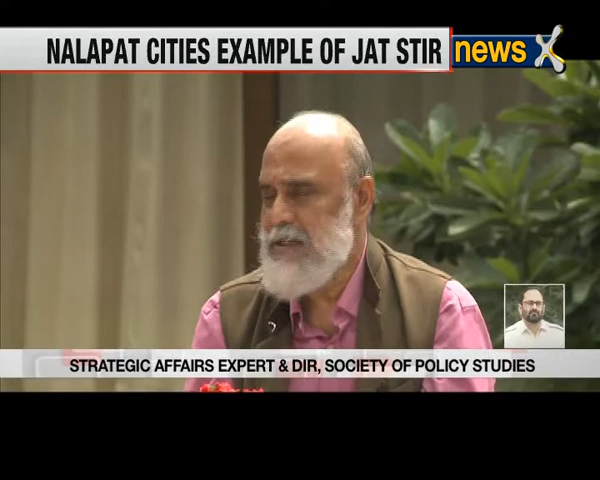 NALAPAT CITIES EXAMPLE OF JAT STIR
news X
STRATEGIC AFFAIRS EXPERT & DIR, SOCIETY OF POLICY STUDIES